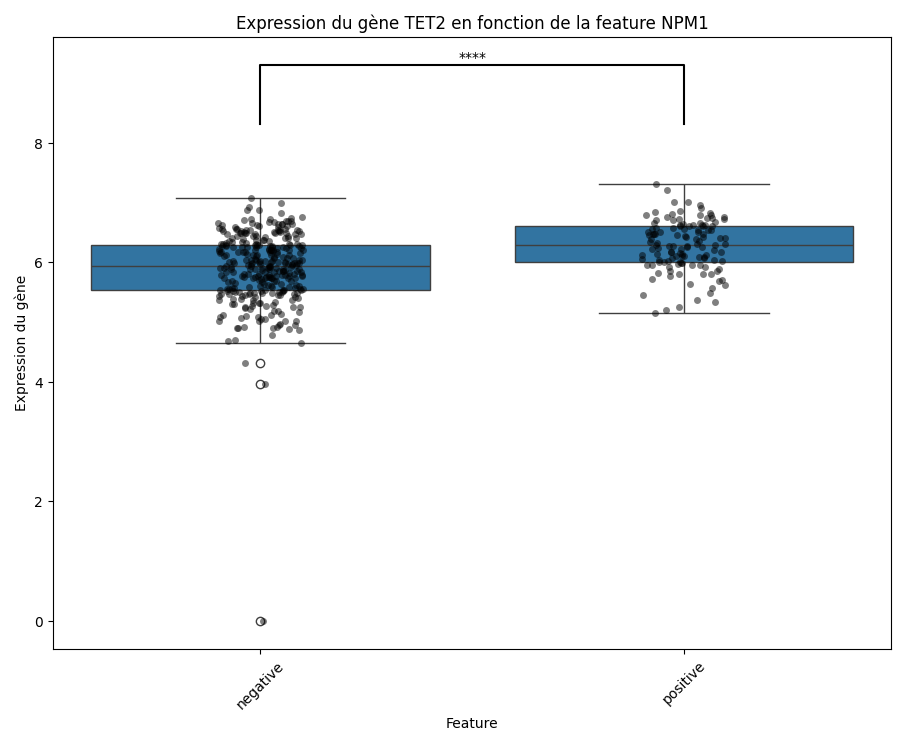 Expression du gène TET2 en fonction de la feature NPM1
****
8
6
4
2
0
Expression du gène
negative
positive
Feature